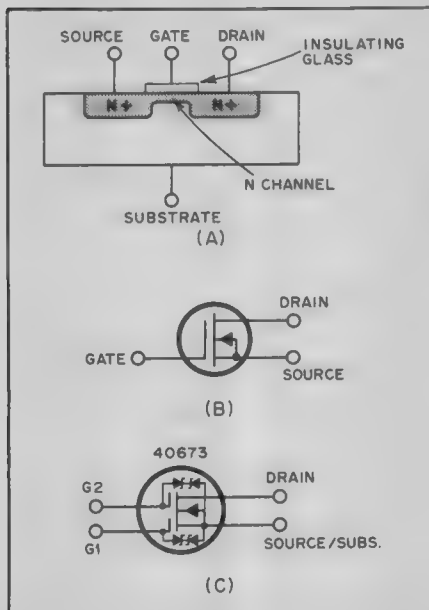 SOURCE GATE DRAIN
INSULATING
GLASS
N+ N+
N CHANNEL
SUBSTRATE
(A)
DRAIN
GATE
SOURCE
(B)
40673
G2
DRAIN
G1
SOURCE/SUBS.
(C)